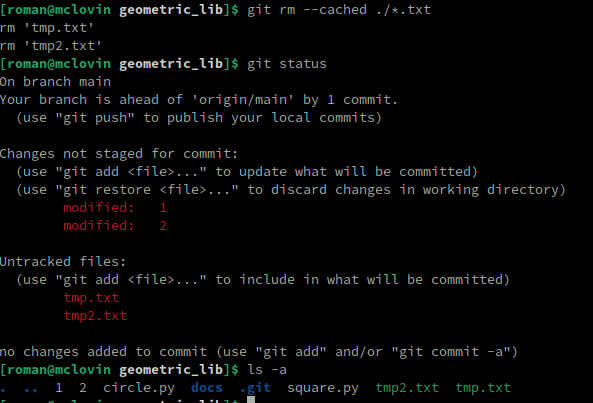 [roman@mclovin geometric_lib]$ git rm --cached ./*.txt
rm 'tmp.txt'
rm 'tmp2.txt'
[roman@mclovin geometric_lib]$ git status
On branch main
Your branch is ahead of 'origin/main' by 1 commit.
  (use "git push" to publish your local commits)

Changes not staged for commit:
  (use "git add <file>..." to update what will be committed)
  (use "git restore <file>..." to discard changes in working directory)
        modified:   1
        modified:   2

Untracked files:
  (use "git add <file>..." to include in what will be committed)
        tmp.txt
        tmp2.txt

no changes added to commit (use "git add" and/or "git commit -a")
[roman@mclovin geometric_lib]$ ls -a
.  ..  1  2  circle.py  docs  .git  square.py  tmp2.txt  tmp.txt